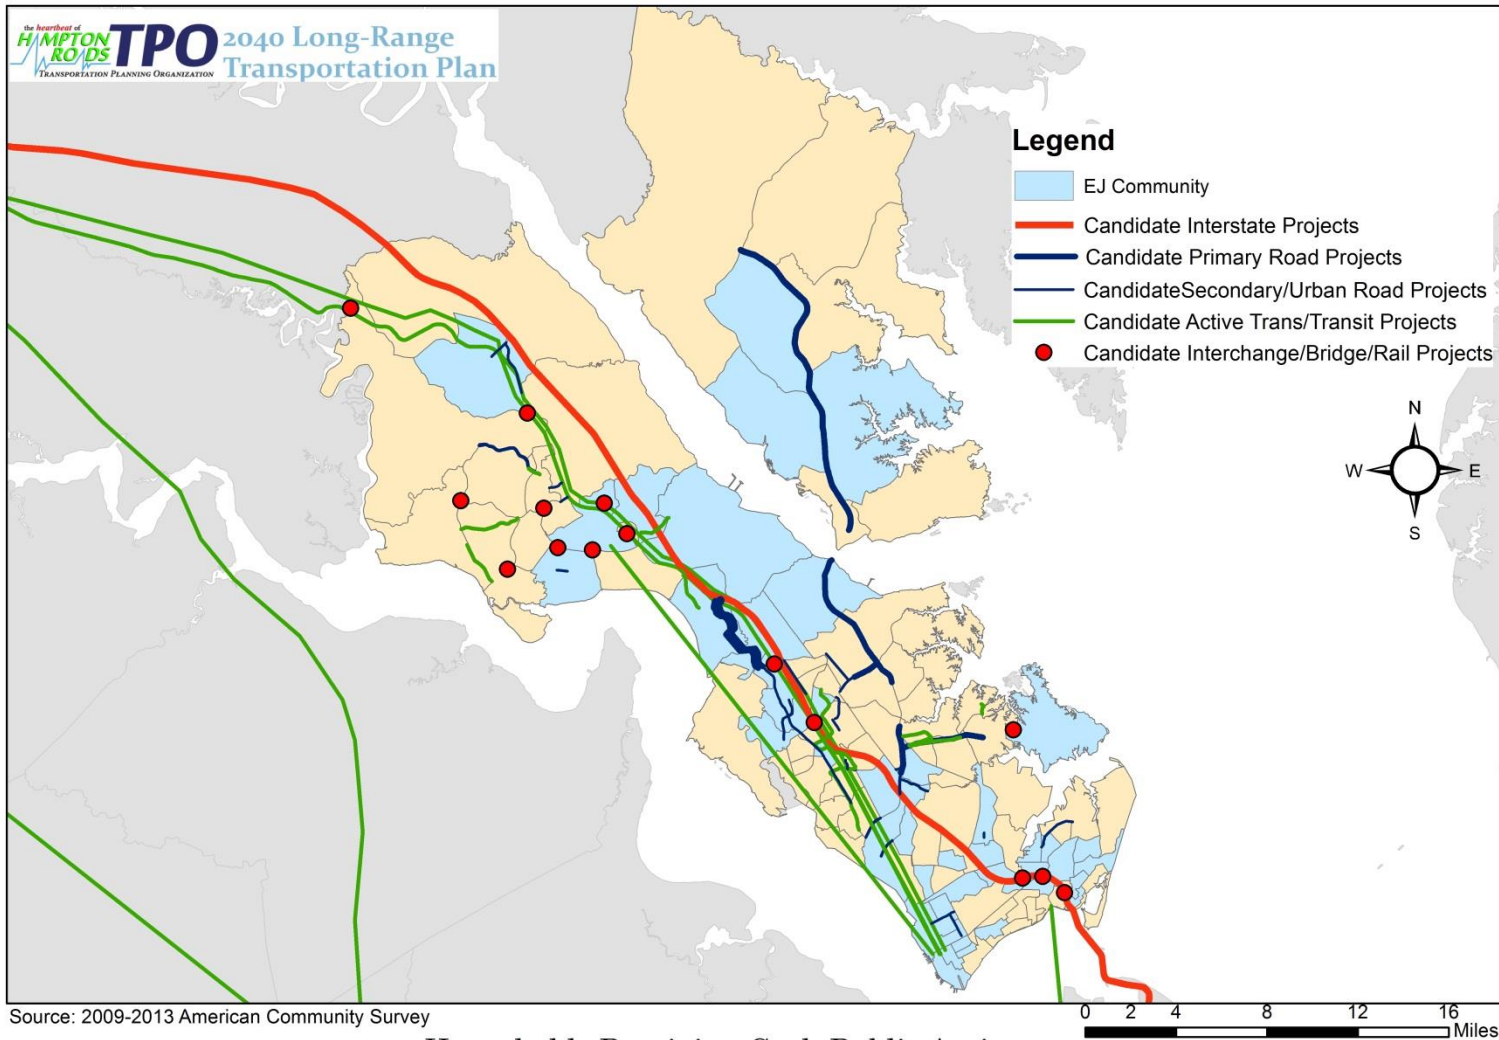 the heartbeat of
HAMPTON
ROADS
TPO
TRANSPORTATION PLANNING ORGANIZATION
2040 Long-Range
Transportation Plan
Legend
EJ Community
Candidate Interstate Projects
Candidate Primary Road Projects
CandidateSecondary/Urban Road Projects
Candidate Active Trans/Transit Projects
Candidate Interchange/Bridge/Rail Projects
N
W
E
S
Source: 2009-2013 American Community Survey
0 2 4 8 12 16
Miles